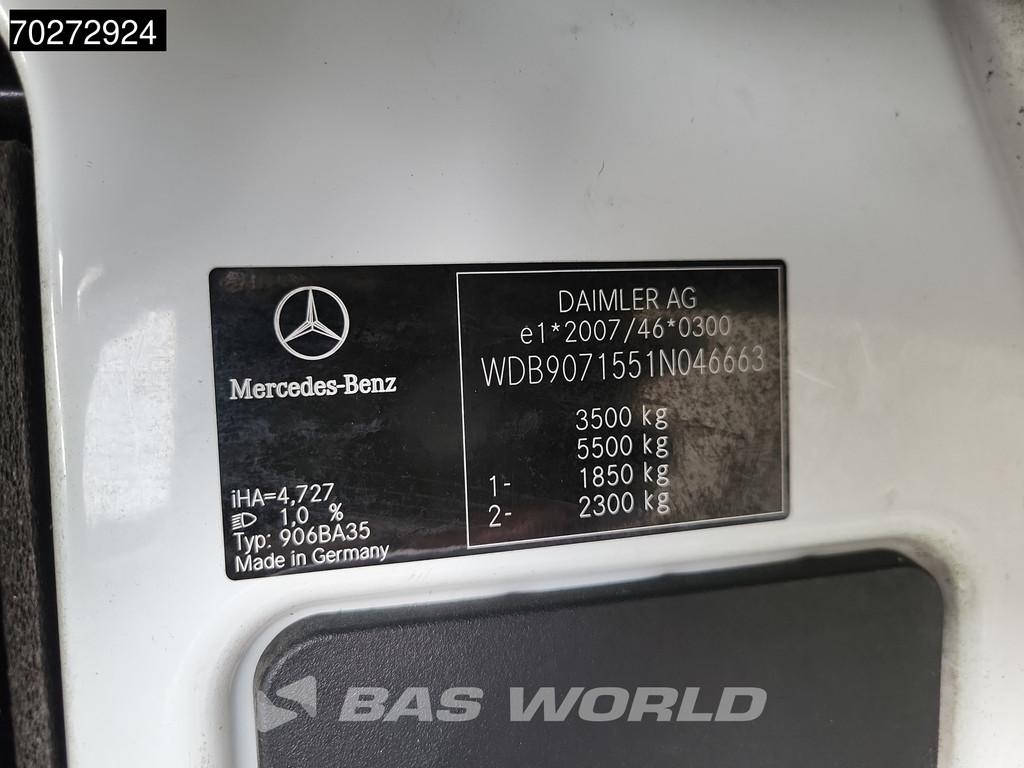 70272924
Mercedes-Benz
iHA=4,727
1,0 %
Typ: 906BA35
Made in Germany
DAIMLER AG
e1*2007/46*0300
WDB9071551N046663
3500 kg
5500 kg
1- 1850 kg
2- 2300 kg
BAS WORLD